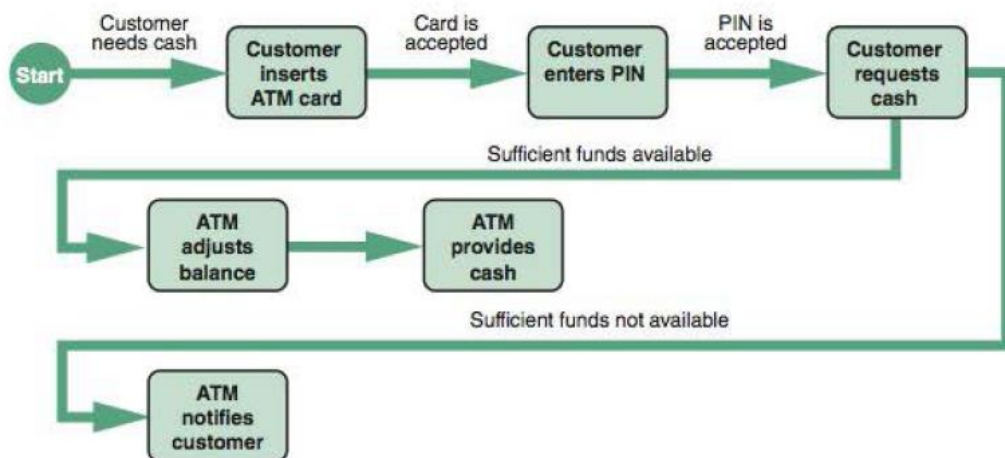 Customer
needs cash
Card is
accepted
PIN is
accepted
Start
Customer
inserts
ATM card
Customer
enters PIN
Customer
requests
cash
Sufficient funds available
ATM
adjusts
balance
ATM
provides
cash
Sufficient funds not available
ATM
notifies
customer